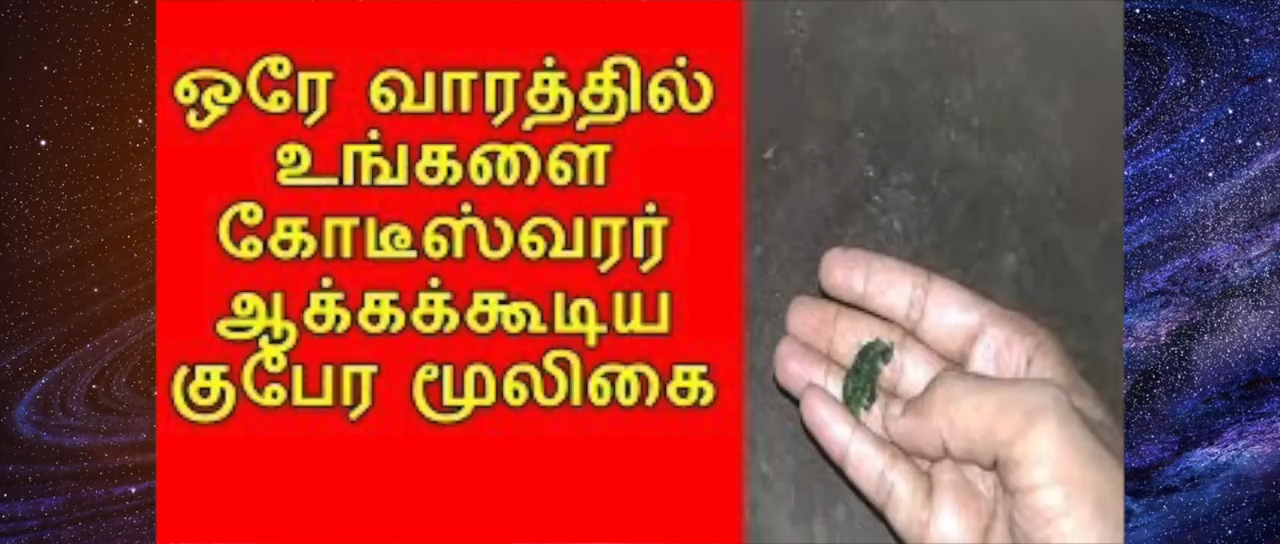 ஒரே வாரத்தில்
உங்களை
கோடீஸ்வரர்
ஆக்கக்கூடிய
குபேர மூலிகை